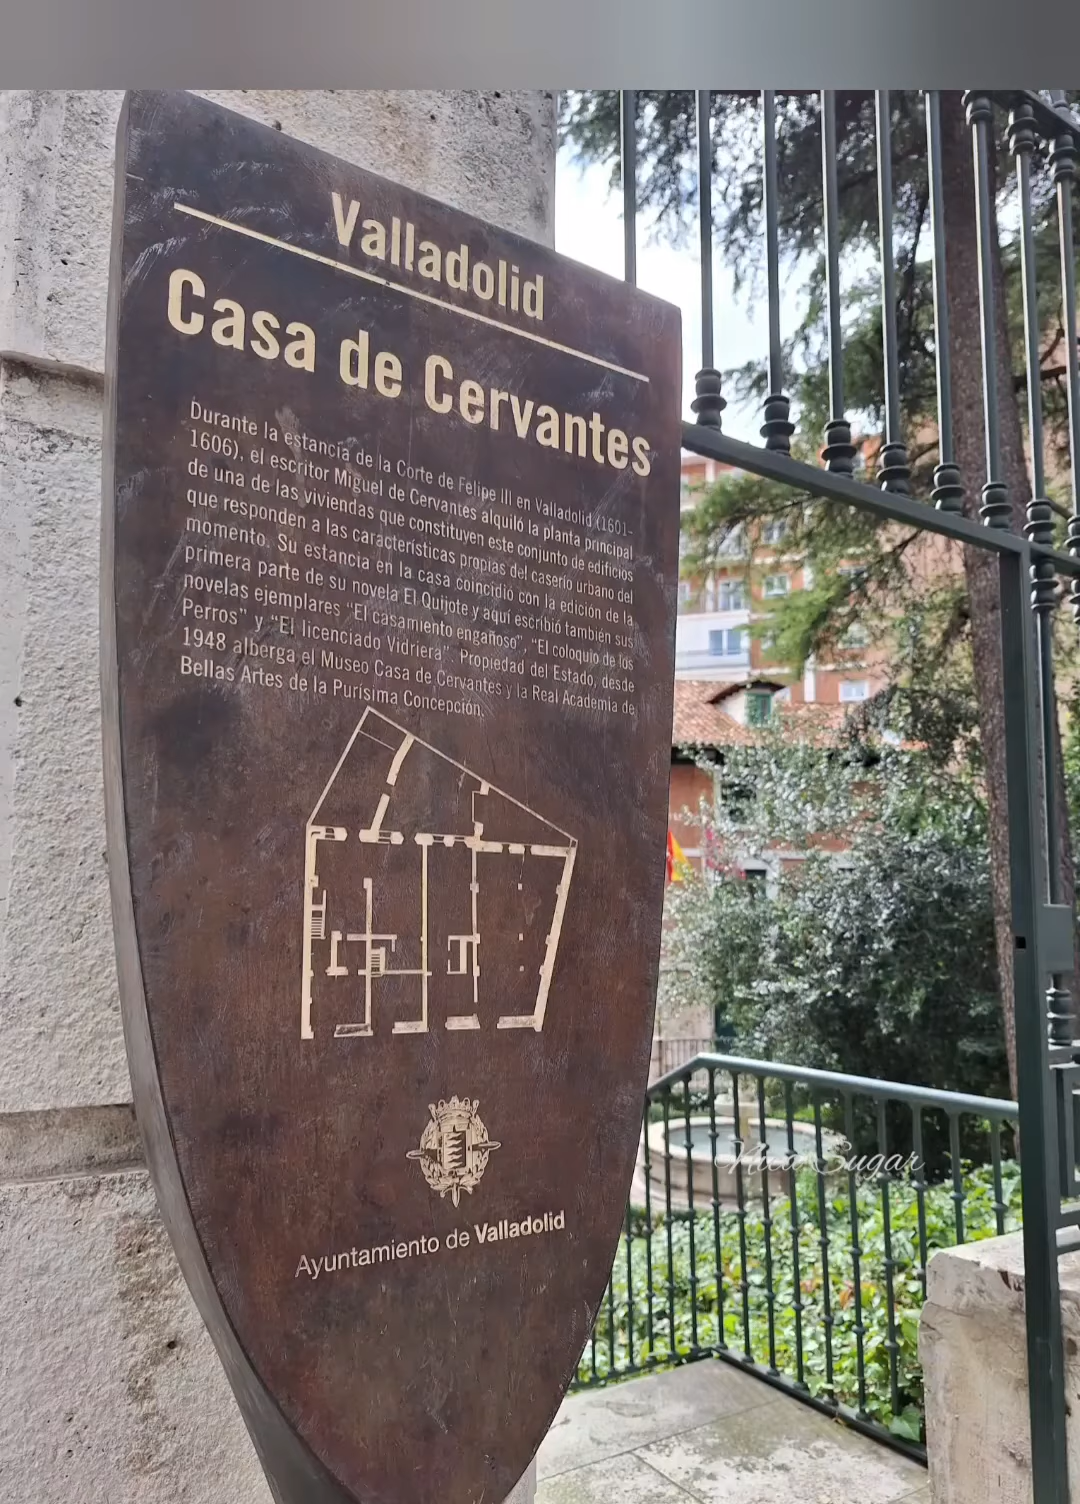 Valladolid
Casa de Cervantes
Durante la estancia de la Corte de Felipe III en Valladolid (1601-
1606), el escritor Miguel de Cervantes alquiló la planta principal
de una de las viviendas que constituyen este conjunto de edificios
que responden a las características propias del caserío urbano del
momento. Su estancia en la casa coincidió con la edición de la
primera parte de su novela El Quijote y aquí escribió también sus
novelas ejemplares "El casamiento engañoso", "El coloquio de los
Perros" y "El licenciado Vidriera". Propiedad del Estado, desde
1948 alberga el Museo Casa de Cervantes y la Real Academia de
Bellas Artes de la Purísima Concepción.
Ayuntamiento de Valladolid
Sugar